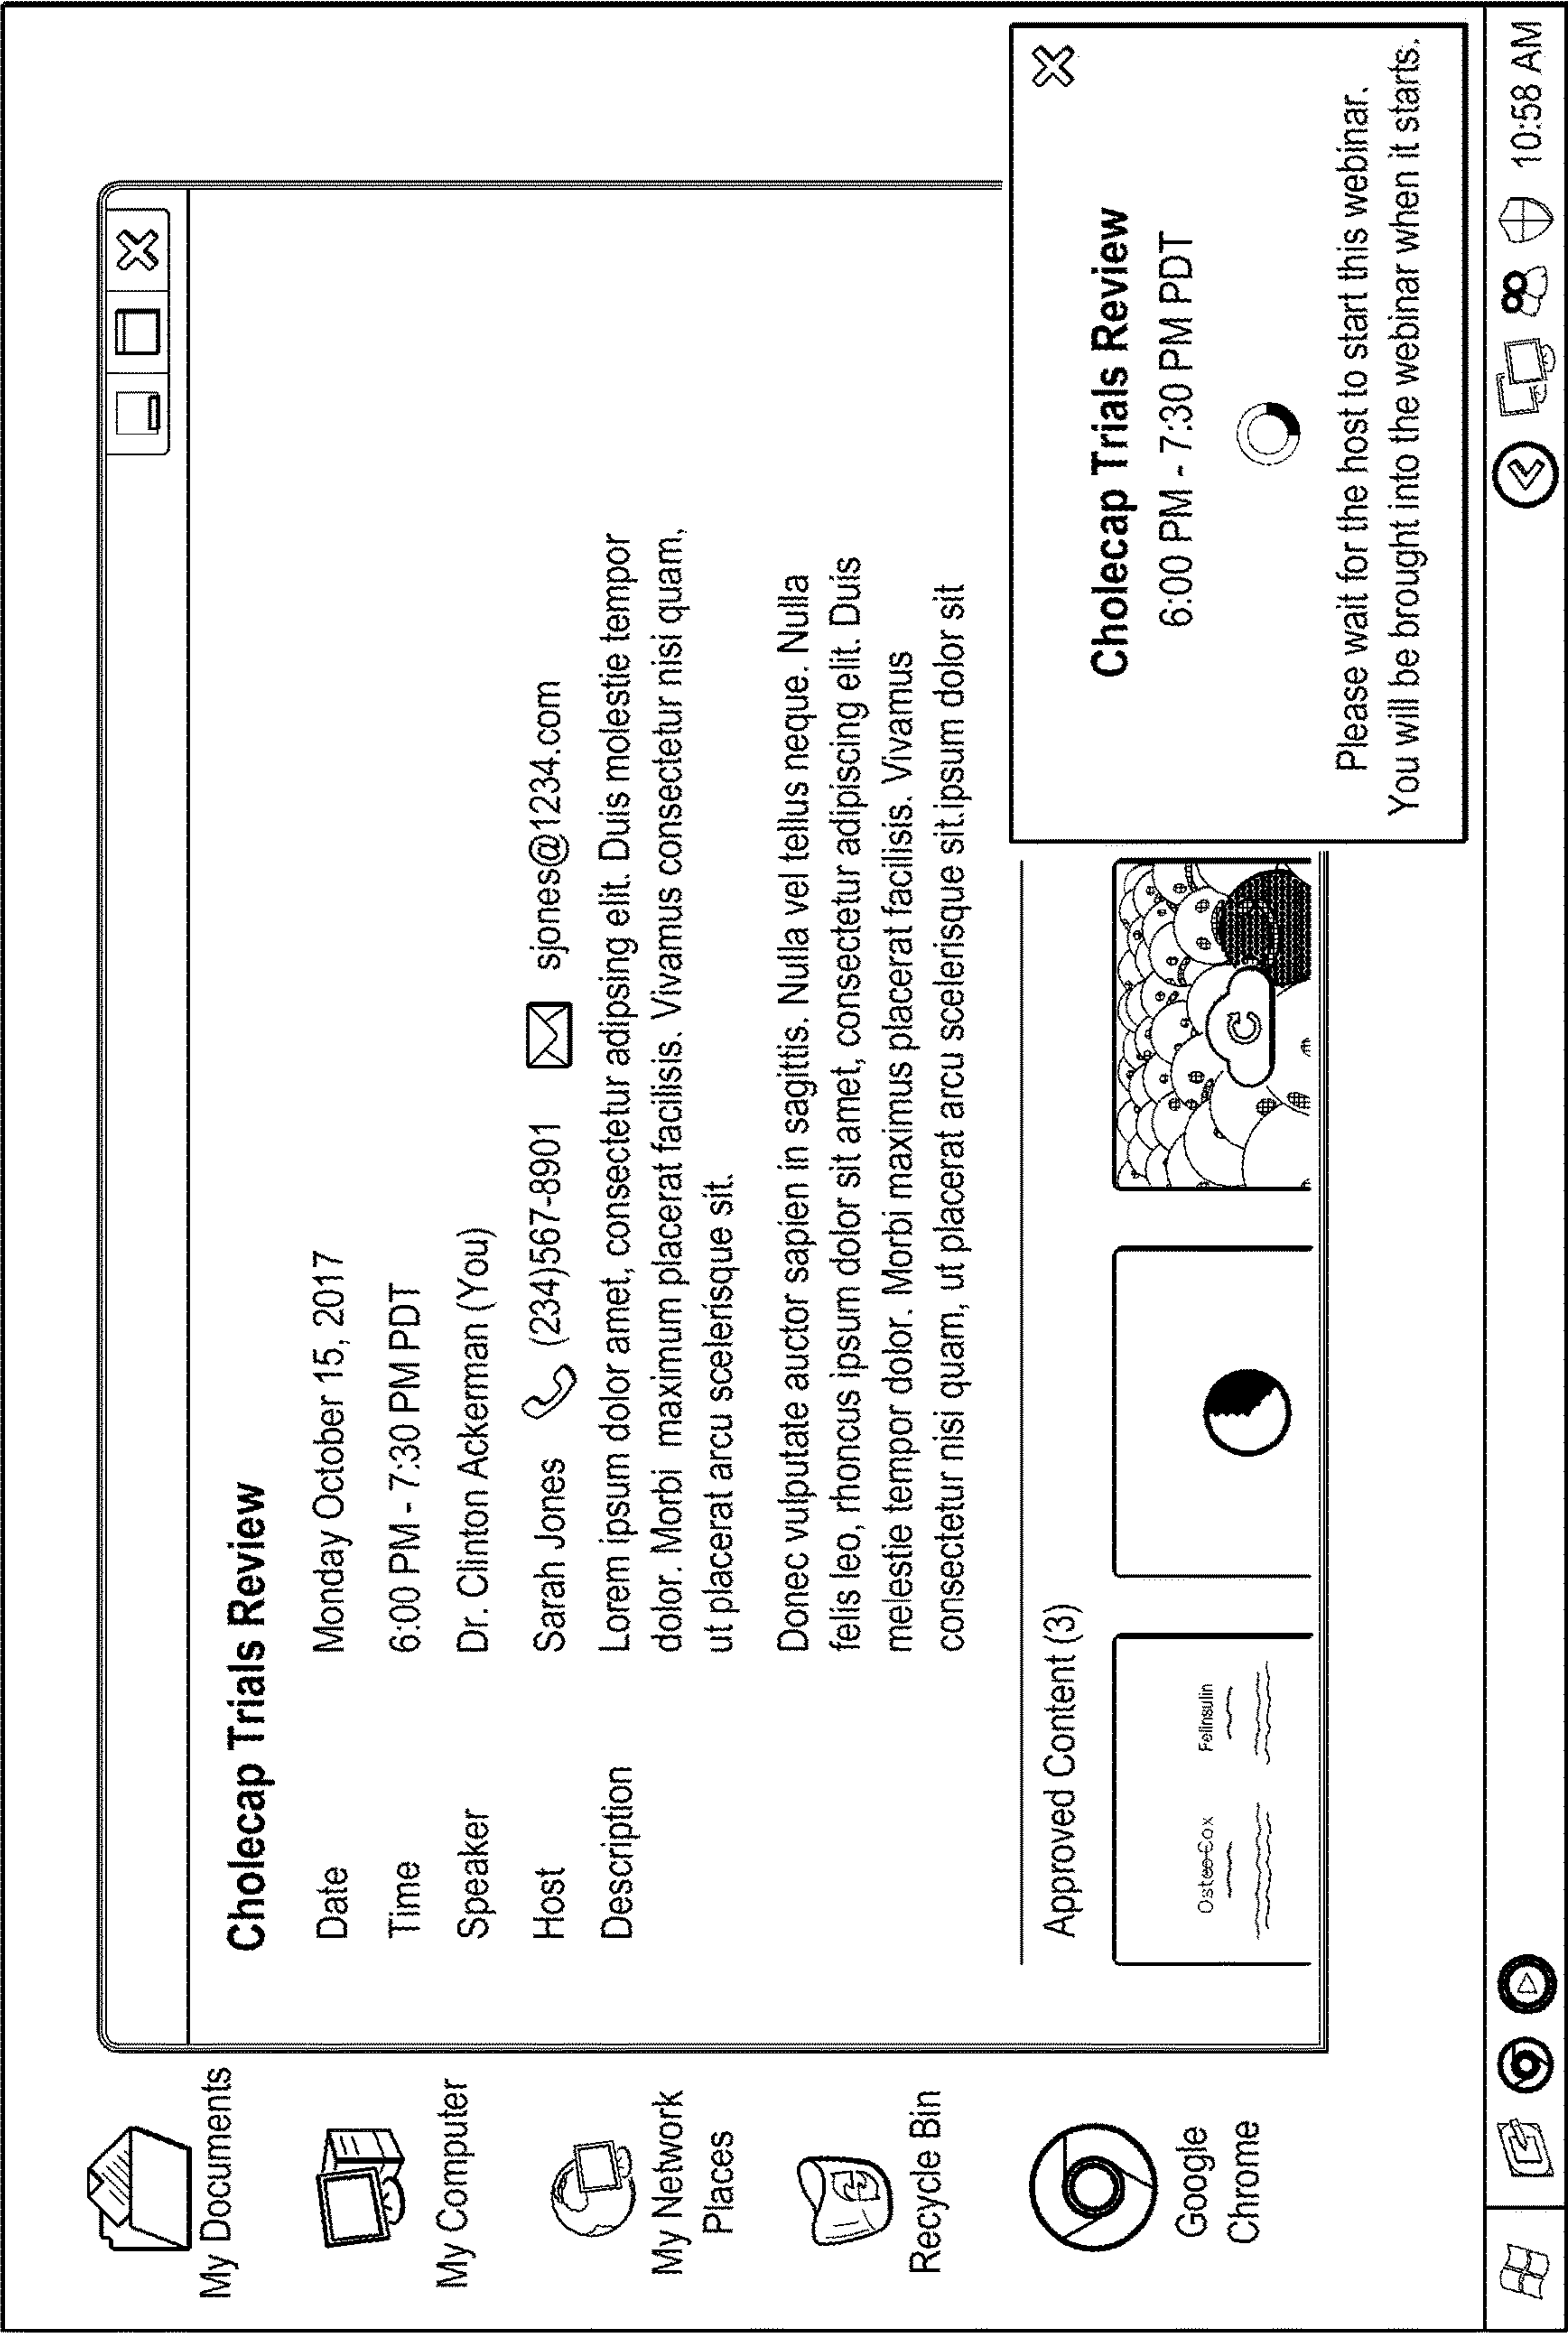 My Documents
My Computer
My Network
Places
Recycle Bin
Google
Chrome
Cholecap Trials Review
Date Monday October 15, 2017
Time 6:00 PM - 7:30 PM PDT
Speaker Dr. Clinton Ackerman (You)
Host Sarah Jones (234)567-8901 sjones@1234.com
Description Lorem ipsum dolor amet, consectetur adipsing elit. Duis molestie tempor
dolor. Morbi maximum placerat facilisis. Vivamus consectetur nisi quam,
ut placerat arcu scelerisque sit.
Donec vulputate auctor sapien in sagittis. Nulla vel tellus neque. Nulla
felis leo, rhoncus ipsum dolor sit amet, consectetur adipiscing elit. Duis
melestie tempor dolor. Morbi maximus placerat facilisis. Vivamus
consectetur nisi quam, ut placerat arcu scelerisque sit.ipsum dolor sit
Approved Content (3)
Osteo-Cox Felinsulin
C
Cholecap Trials Review
6:00 PM - 7:30 PM PDT
Please wait for the host to start this webinar.
You will be brought into the webinar when it starts.
10:58 AM